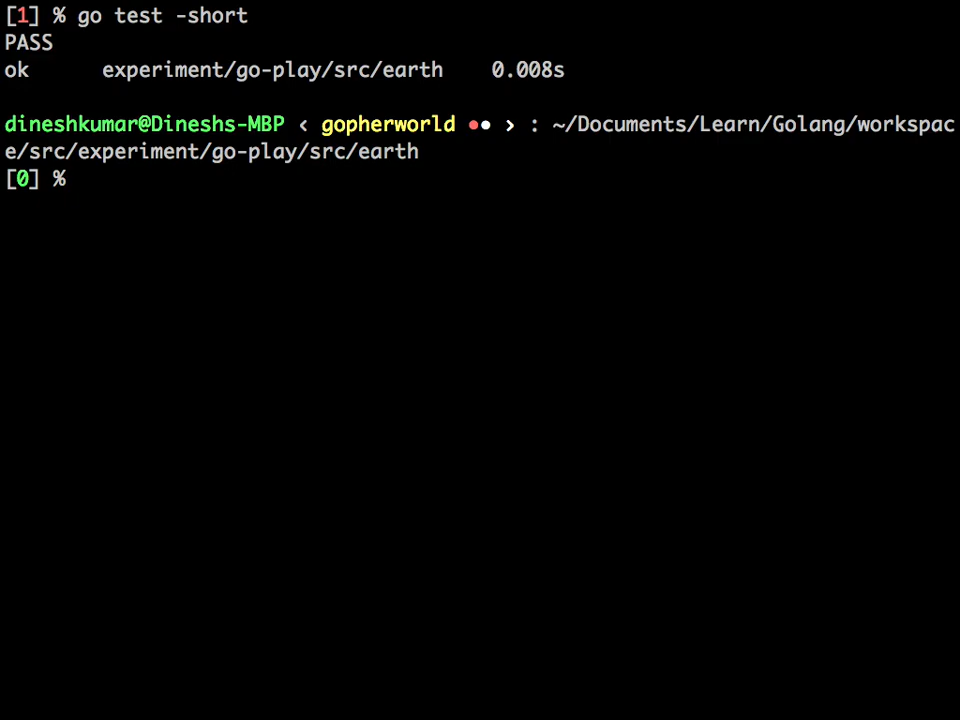 [1] % go test -short
PASS
ok      experiment/go-play/src/earth    0.008s
dineshkumar@Dineshs-MBP ‹ gopherworld ●● › : ~/Documents/Learn/Golang/workspac
e/src/experiment/go-play/src/earth
[0] %